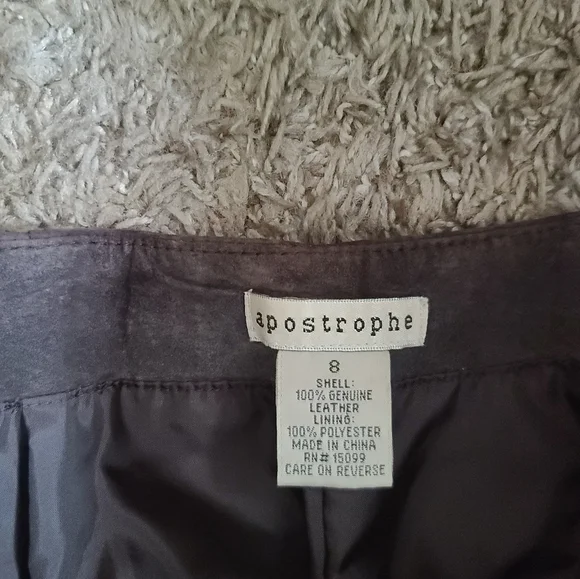 apostrophe
8
SHELL:
100% GENUINE
LEATHER
LINING:
100% POLYESTER
MADE IN CHINA
RN# 15099
CARE ON REVERSE